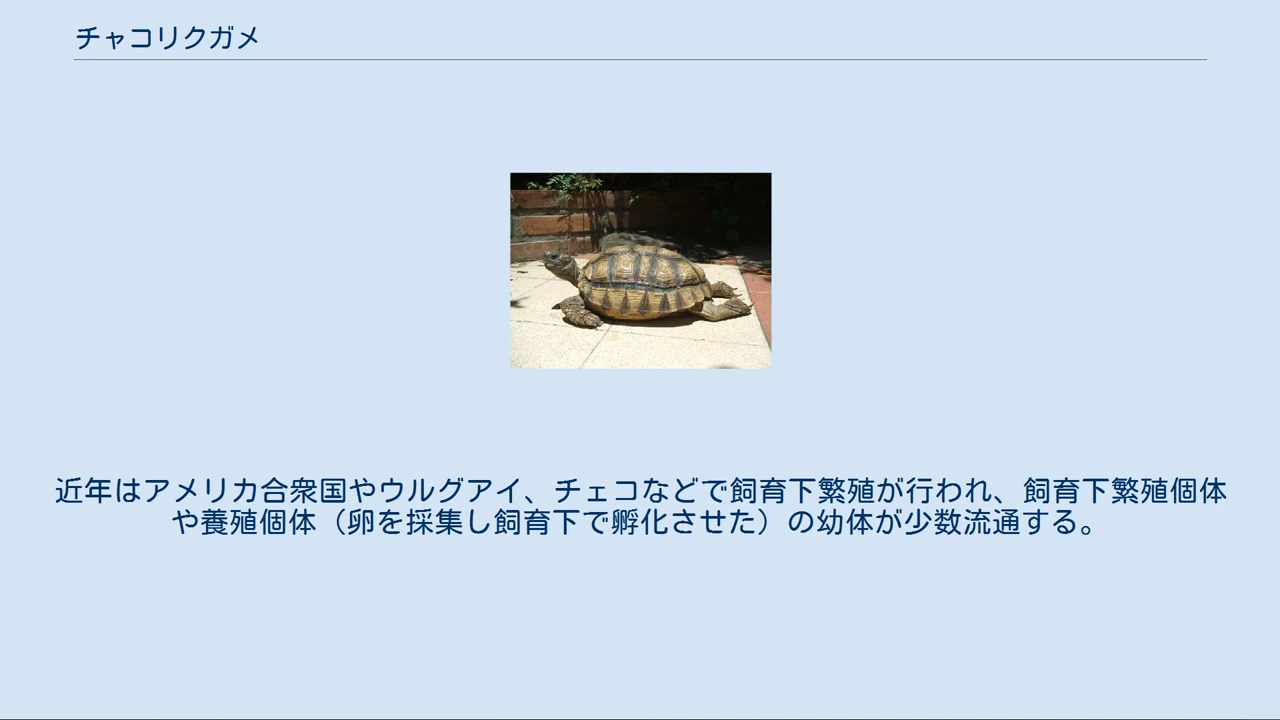 チャコリクガメ
近年はアメリカ合衆国やウルグアイ、チェコなどで飼育下繁殖が行われ、飼育下繁殖個体
や養殖個体（卵を採集し飼育下で孵化させた）の幼体が少数流通する。